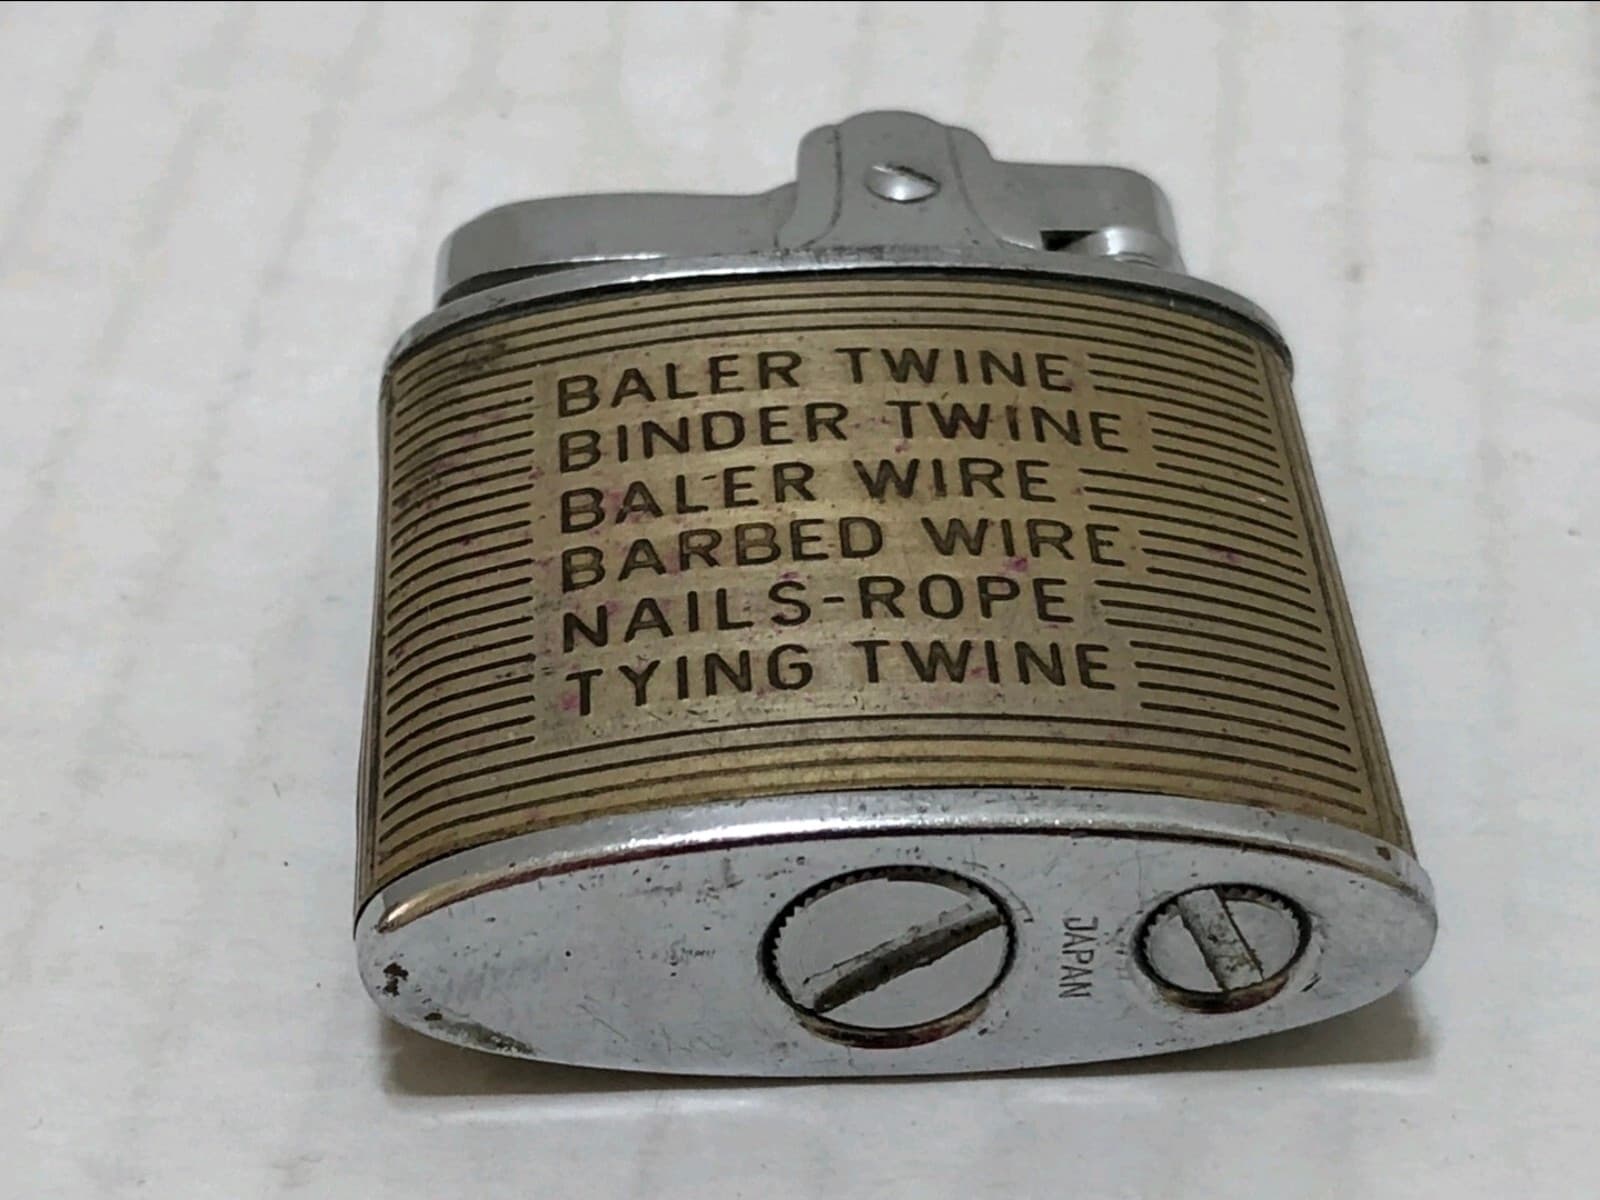 BALER TWINE
BINDER TWINE
BALER WIRE
BARBED WIRE
NAILS-ROPE
TYING TWINE
JAPAN